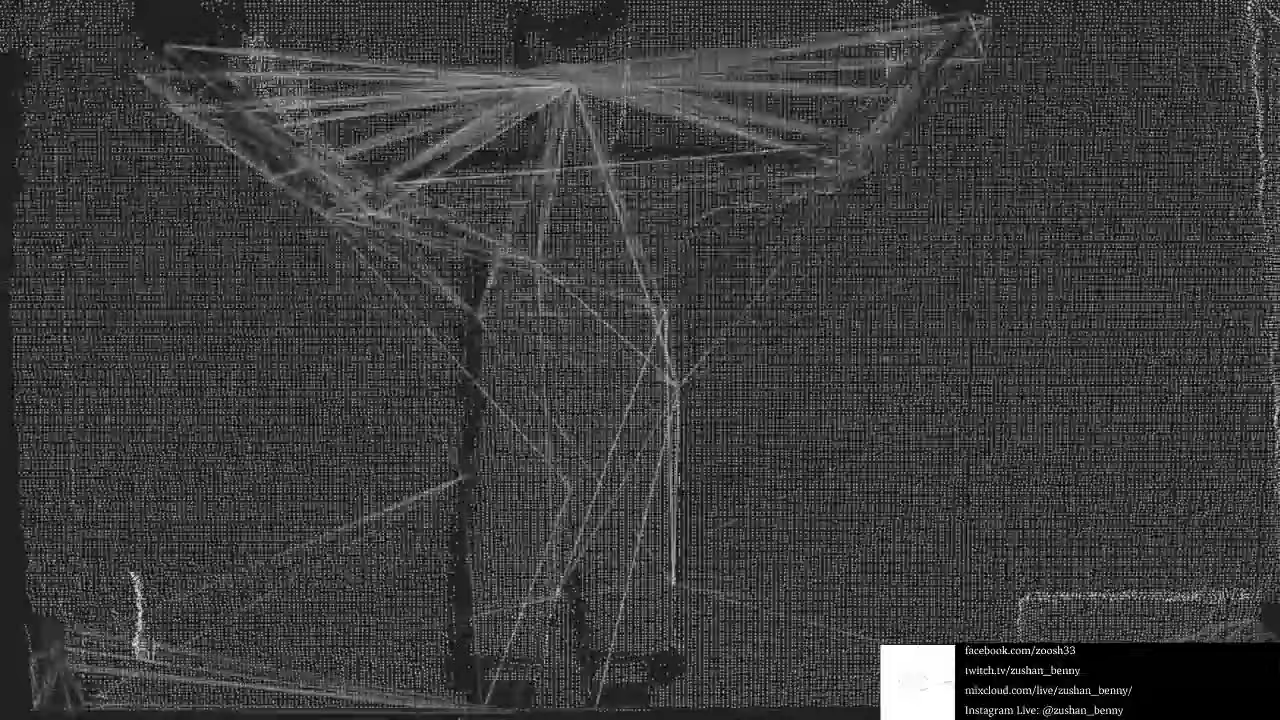 facebook.com/zoosh33
twitch.tv/zushan_benny
mixcloud.com/live/zushan_benny/
Instagram Live: @zushan_benny